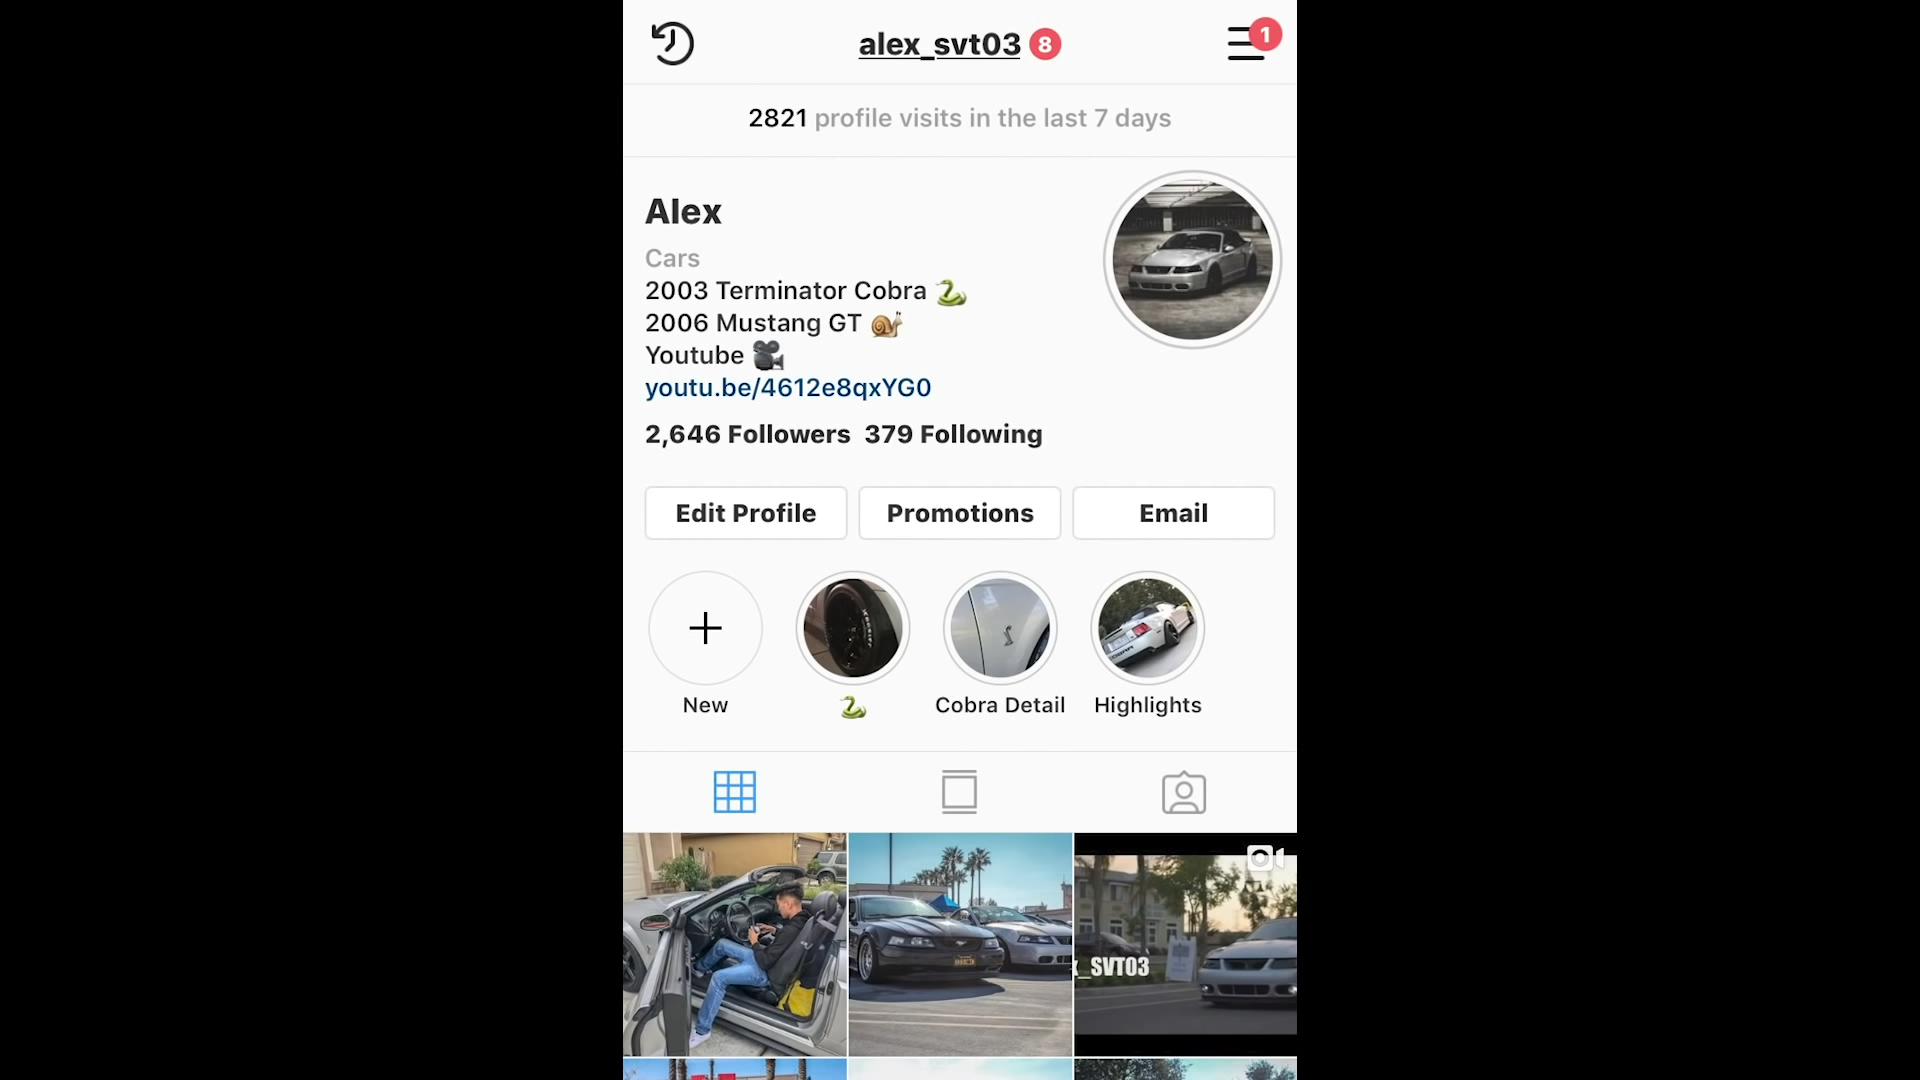 alex_svt03 8
1
2821 profile visits in the last 7 days
Alex
Cars
2003 Terminator Cobra 🐍
2006 Mustang GT 🐌
Youtube 🎥
youtu.be/4612e8qxYG0
2,646 Followers 379 Following
Edit Profile Promotions Email
New 🐍 Cobra Detail Highlights
_SVT03